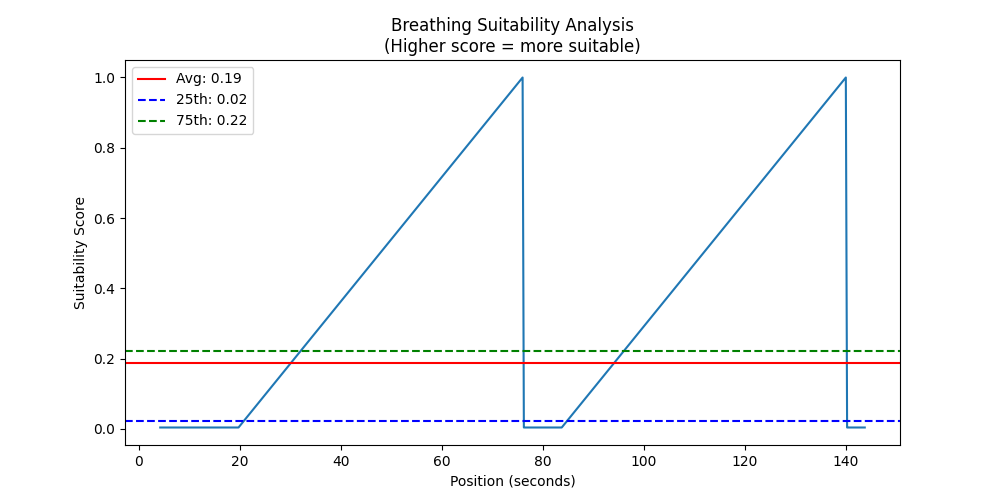 Breathing Suitability Analysis
(Higher score = more suitable)
Avg: 0.19
25th: 0.02
75th: 0.22
Suitability Score
1.0
0.8
0.6
0.4
0.2
0.0
0 20 40 60 80 100 120 140
Position (seconds)